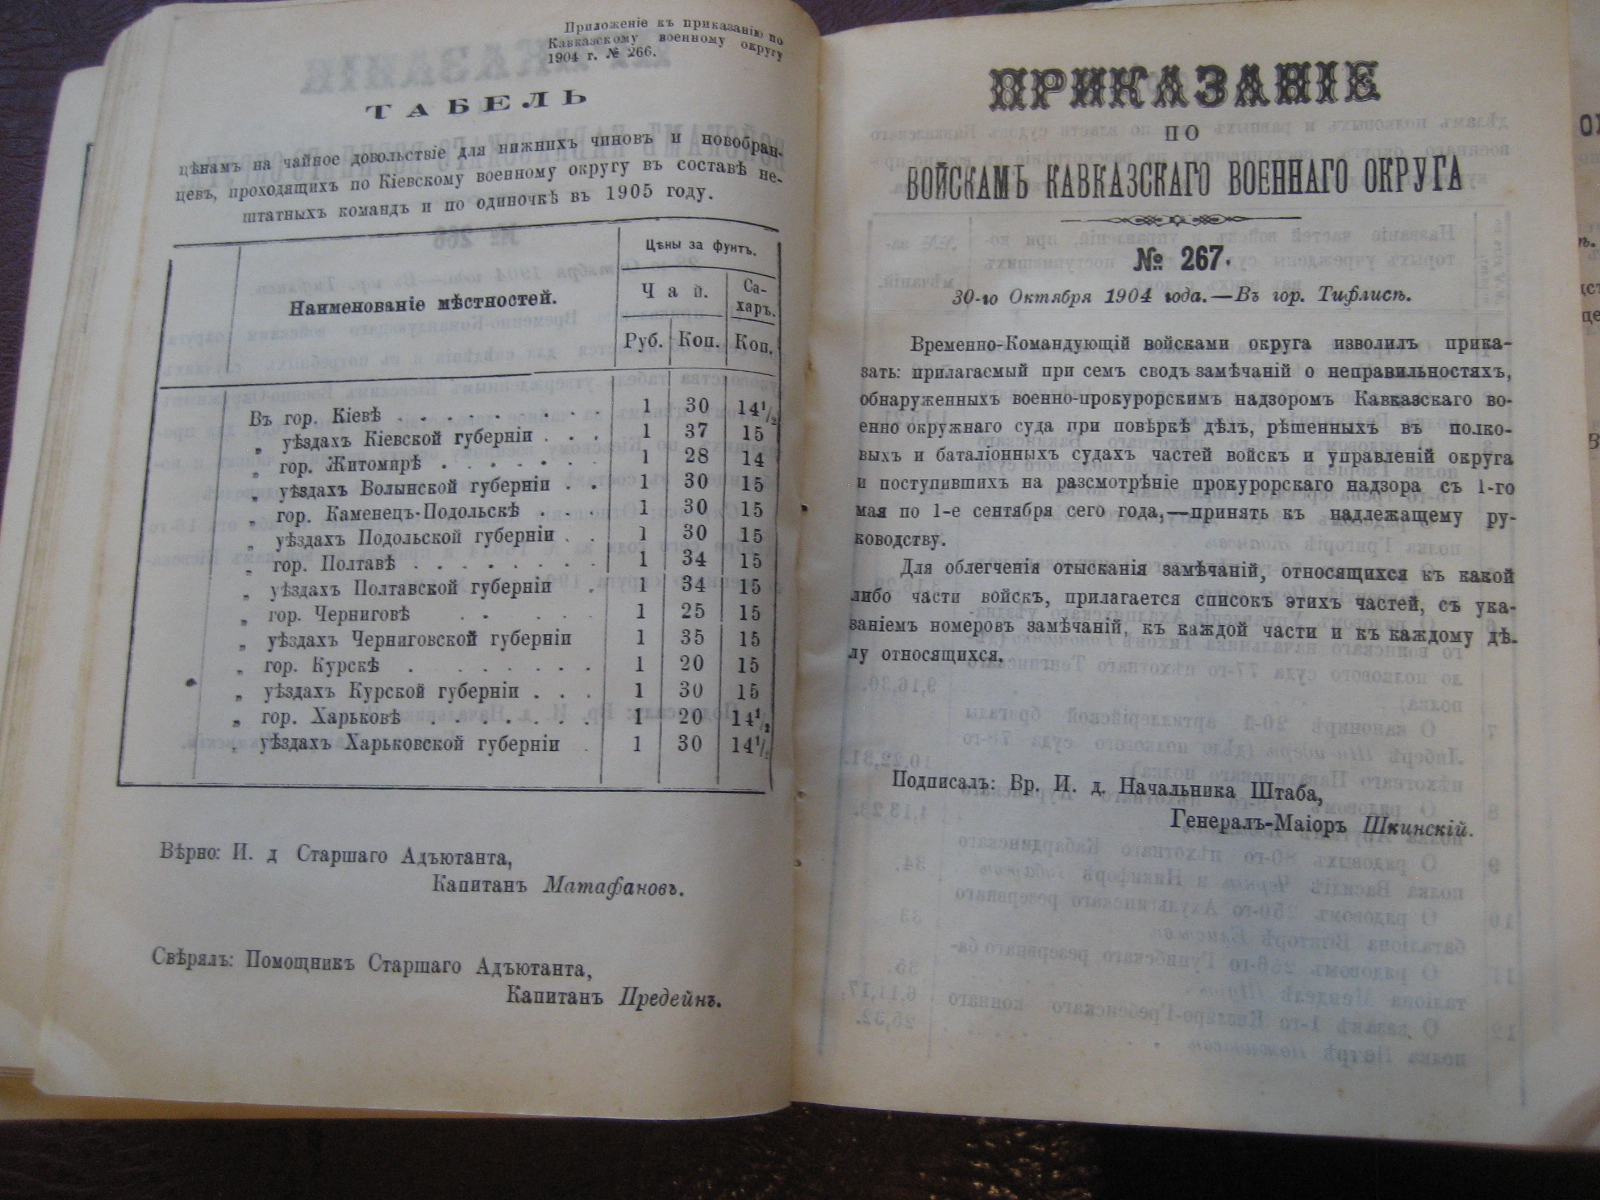 Приложеніе къ приказанію по
Кавказскому военному округу
1904 г. № 266.
ТАБЕЛЬ
цѣнамъ на чайное довольствіе для нижнихъ чиновъ и новобран-
цевъ, проходящихъ по Кіевскому военному округу въ составѣ не-
штатныхъ командъ и по одиночкѣ въ 1905 году.
Наименованіе мѣстностей.
Цѣны за фунтъ.
Чай.
Са-
харъ.
Руб. Коп. Коп.
Въ гор. Кіевѣ . . . . . . . . . 1 30 14 1/2
„ уѣздахъ Кіевской губерніи . . . 1 37 15
„ гор. Житомирѣ . . . . . . . 1 28 14
„ уѣздахъ Волынской губерніи . . 1 30 15
„ гор. Каменец-Подольскѣ . . . 1 30 15
„ уѣздахъ Подольской губерніи . . 1 30 15
„ гор. Полтавѣ . . . . . . . . 1 34 15
„ уѣздахъ Полтавской губерніи . 1 34 15
„ гор. Черниговѣ . . . . 1 25 15
„ уѣздахъ Черниговской губерніи 1 35 15
„ гор. Курскѣ . . . . . . . . 1 20 15
„ уѣздахъ Курской губерніи . . . 1 30 15
„ гор. Харьковѣ . . . . . . . 1 20 14 1/2
„ уѣздахъ Харьковской губерніи . 1 30 14 1/2
Вѣрно: И. д Старшаго Адъютанта,
Капитанъ Матафановъ.
Свѣрялъ: Помощникъ Старшаго Адъютанта,
Капитанъ Предейнъ.
ПРИКАЗАНІЕ
ПО
ВОЙСКАМЪ КАВКАЗСКАГО ВОЕННАГО ОКРУГА
№ 267.
30-го Октября 1904 года.—Въ гор. Тифлисѣ.
Временно-Командующій войсками округа изволилъ прика-
зать: прилагаемый при семъ сводъ замѣчаній о неправильностяхъ,
обнаруженныхъ военно-прокурорскимъ надзоромъ Кавказскаго во-
енно окружнаго суда при повѣркѣ дѣлъ, рѣшенныхъ въ полко-
выхъ и баталіонныхъ судахъ частей войскъ и управленій округа
и поступившихъ на разсмотрѣніе прокурорскаго надзора съ 1-го
мая по 1-е сентября сего года,—принять къ надлежащему ру-
ководству.
Для облегченія отысканія замѣчаній, относящихся къ какой
либо части войскъ, прилагается списокъ этихъ частей, съ ука-
заніемъ номеровъ замѣчаній, къ каждой части и къ каждому дѣ-
лу относящихся.
Подписалъ: Вр. И. д. Начальника Штаба,
Генералъ-Маіоръ Шкинскій.